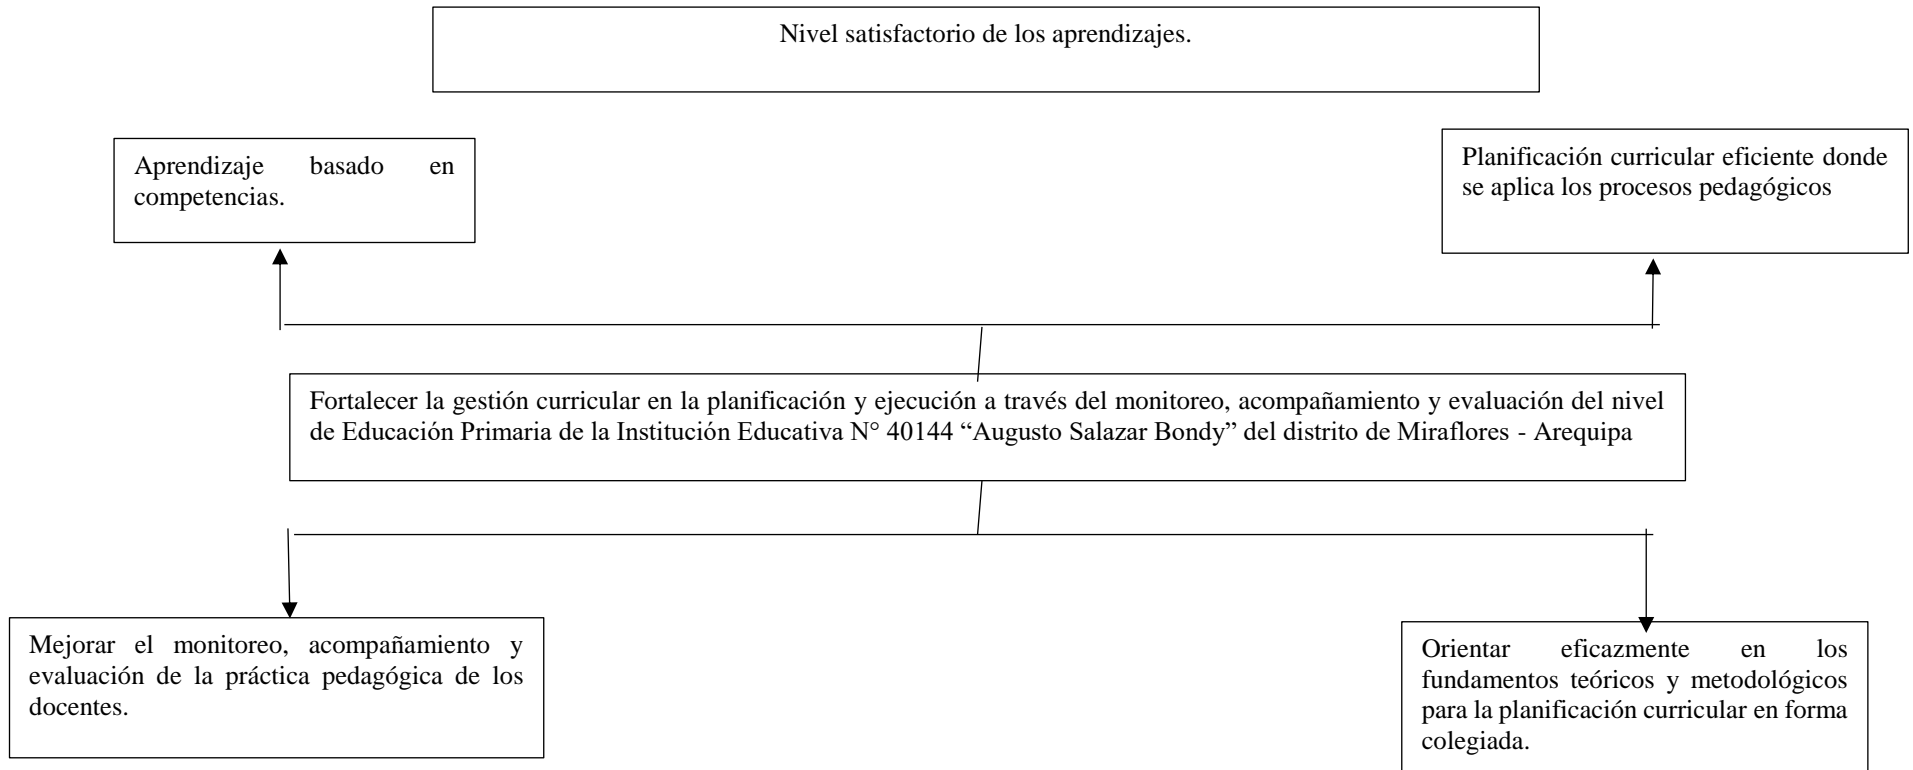 Nivel satisfactorio de los aprendizajes.
Aprendizaje basado en
competencias.
Planificación curricular eficiente donde
se aplica los procesos pedagógicos
Fortalecer la gestión curricular en la planificación y ejecución a través del monitoreo, acompañamiento y evaluación del nivel
de Educación Primaria de la Institución Educativa N° 40144 “Augusto Salazar Bondy” del distrito de Miraflores - Arequipa
Mejorar el monitoreo, acompañamiento y
evaluación de la práctica pedagógica de los
docentes.
Orientar eficazmente en los
fundamentos teóricos y metodológicos
para la planificación curricular en forma
colegiada.